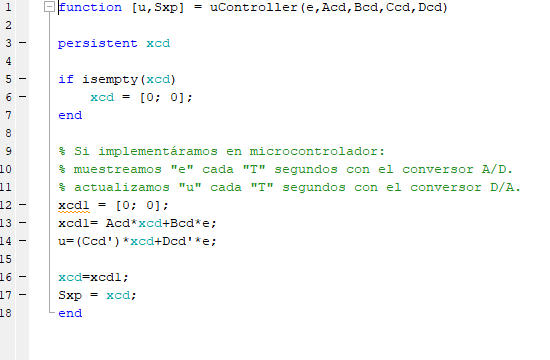 1 function [u,Sxp] = uController(e,Acd,Bcd,Ccd,Dcd)
2
3 persistent xcd
4
5 if isempty(xcd)
6 xcd = [0; 0];
7 end
8
9 % Si implementáramos en microcontrolador:
10 % muestreamos "e" cada "T" segundos con el conversor A/D.
11 % actualizamos "u" cada "T" segundos con el conversor D/A.
12 xcd1 = [0; 0];
13 xcd1= Acd*xcd+Bcd*e;
14 u=(Ccd')*xcd+Dcd'*e;
15
16 xcd=xcd1;
17 Sxp = xcd;
18 end